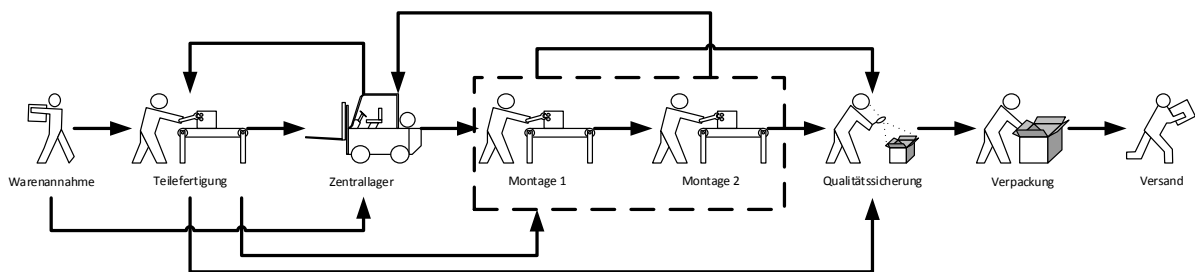 Warenannahme
Teilefertigung
Zentrallager
Montage 1
Montage 2
Qualitätssicherung
Verpackung
Versand